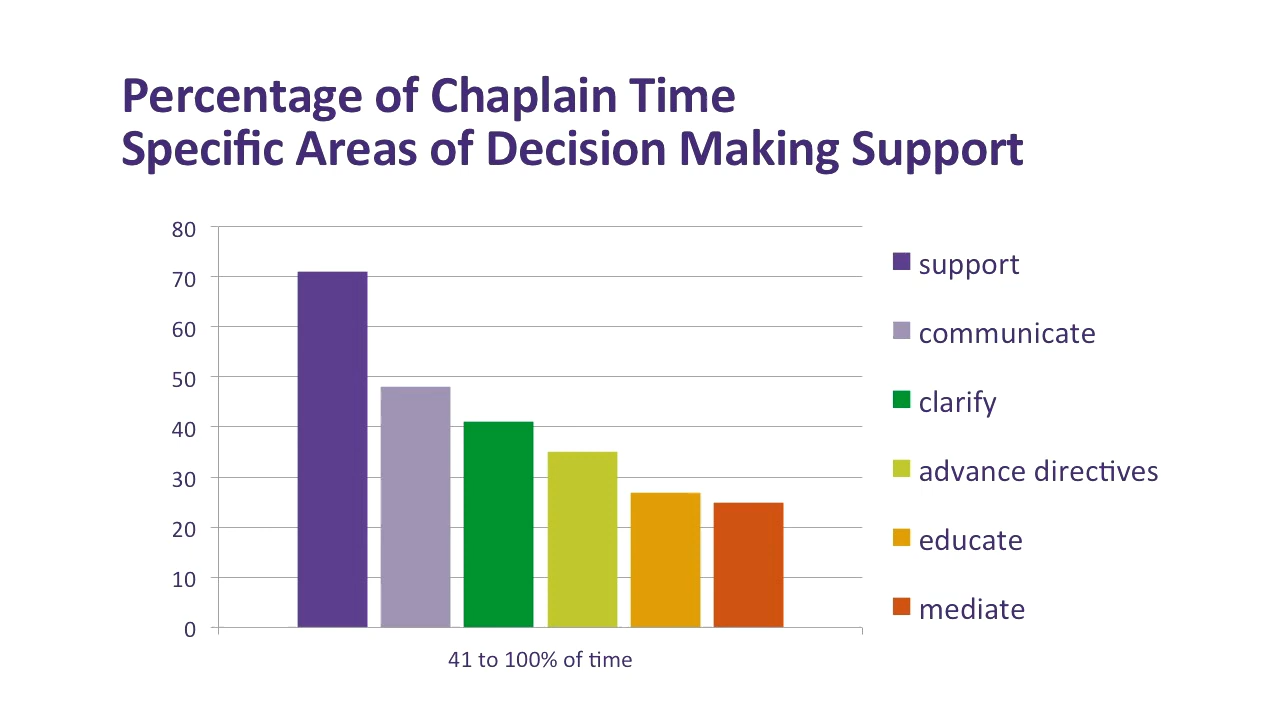 Percentage of Chaplain Time
Specific Areas of Decision Making Support
80
70
60
50
40
30
20
10
0
41 to 100% of time
support
communicate
clarify
advance directives
educate
mediate